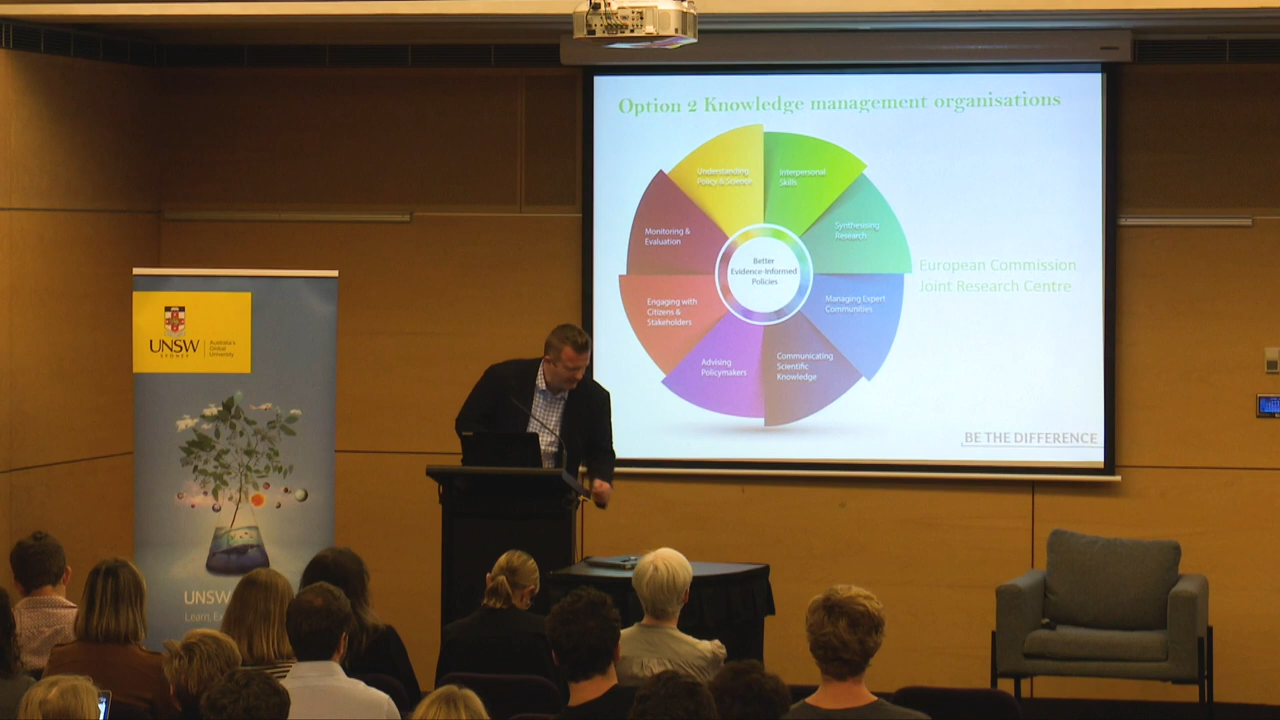 Option 2 Knowledge management organisations
Understanding
Policy & Science
Interpersonal
Skills
Monitoring &
Evaluation
Synthesising
Research
Better
Evidence-Informed
Policies
European Commission
Joint Research Centre
Engaging with
Citizens &
Stakeholders
Managing Expert
Communities
Advising
Policymakers
Communicating
Scientific
Knowledge
BE THE DIFFERENCE
UNSW
SYDNEY
Australia's
Global
University
UNSW
Learn